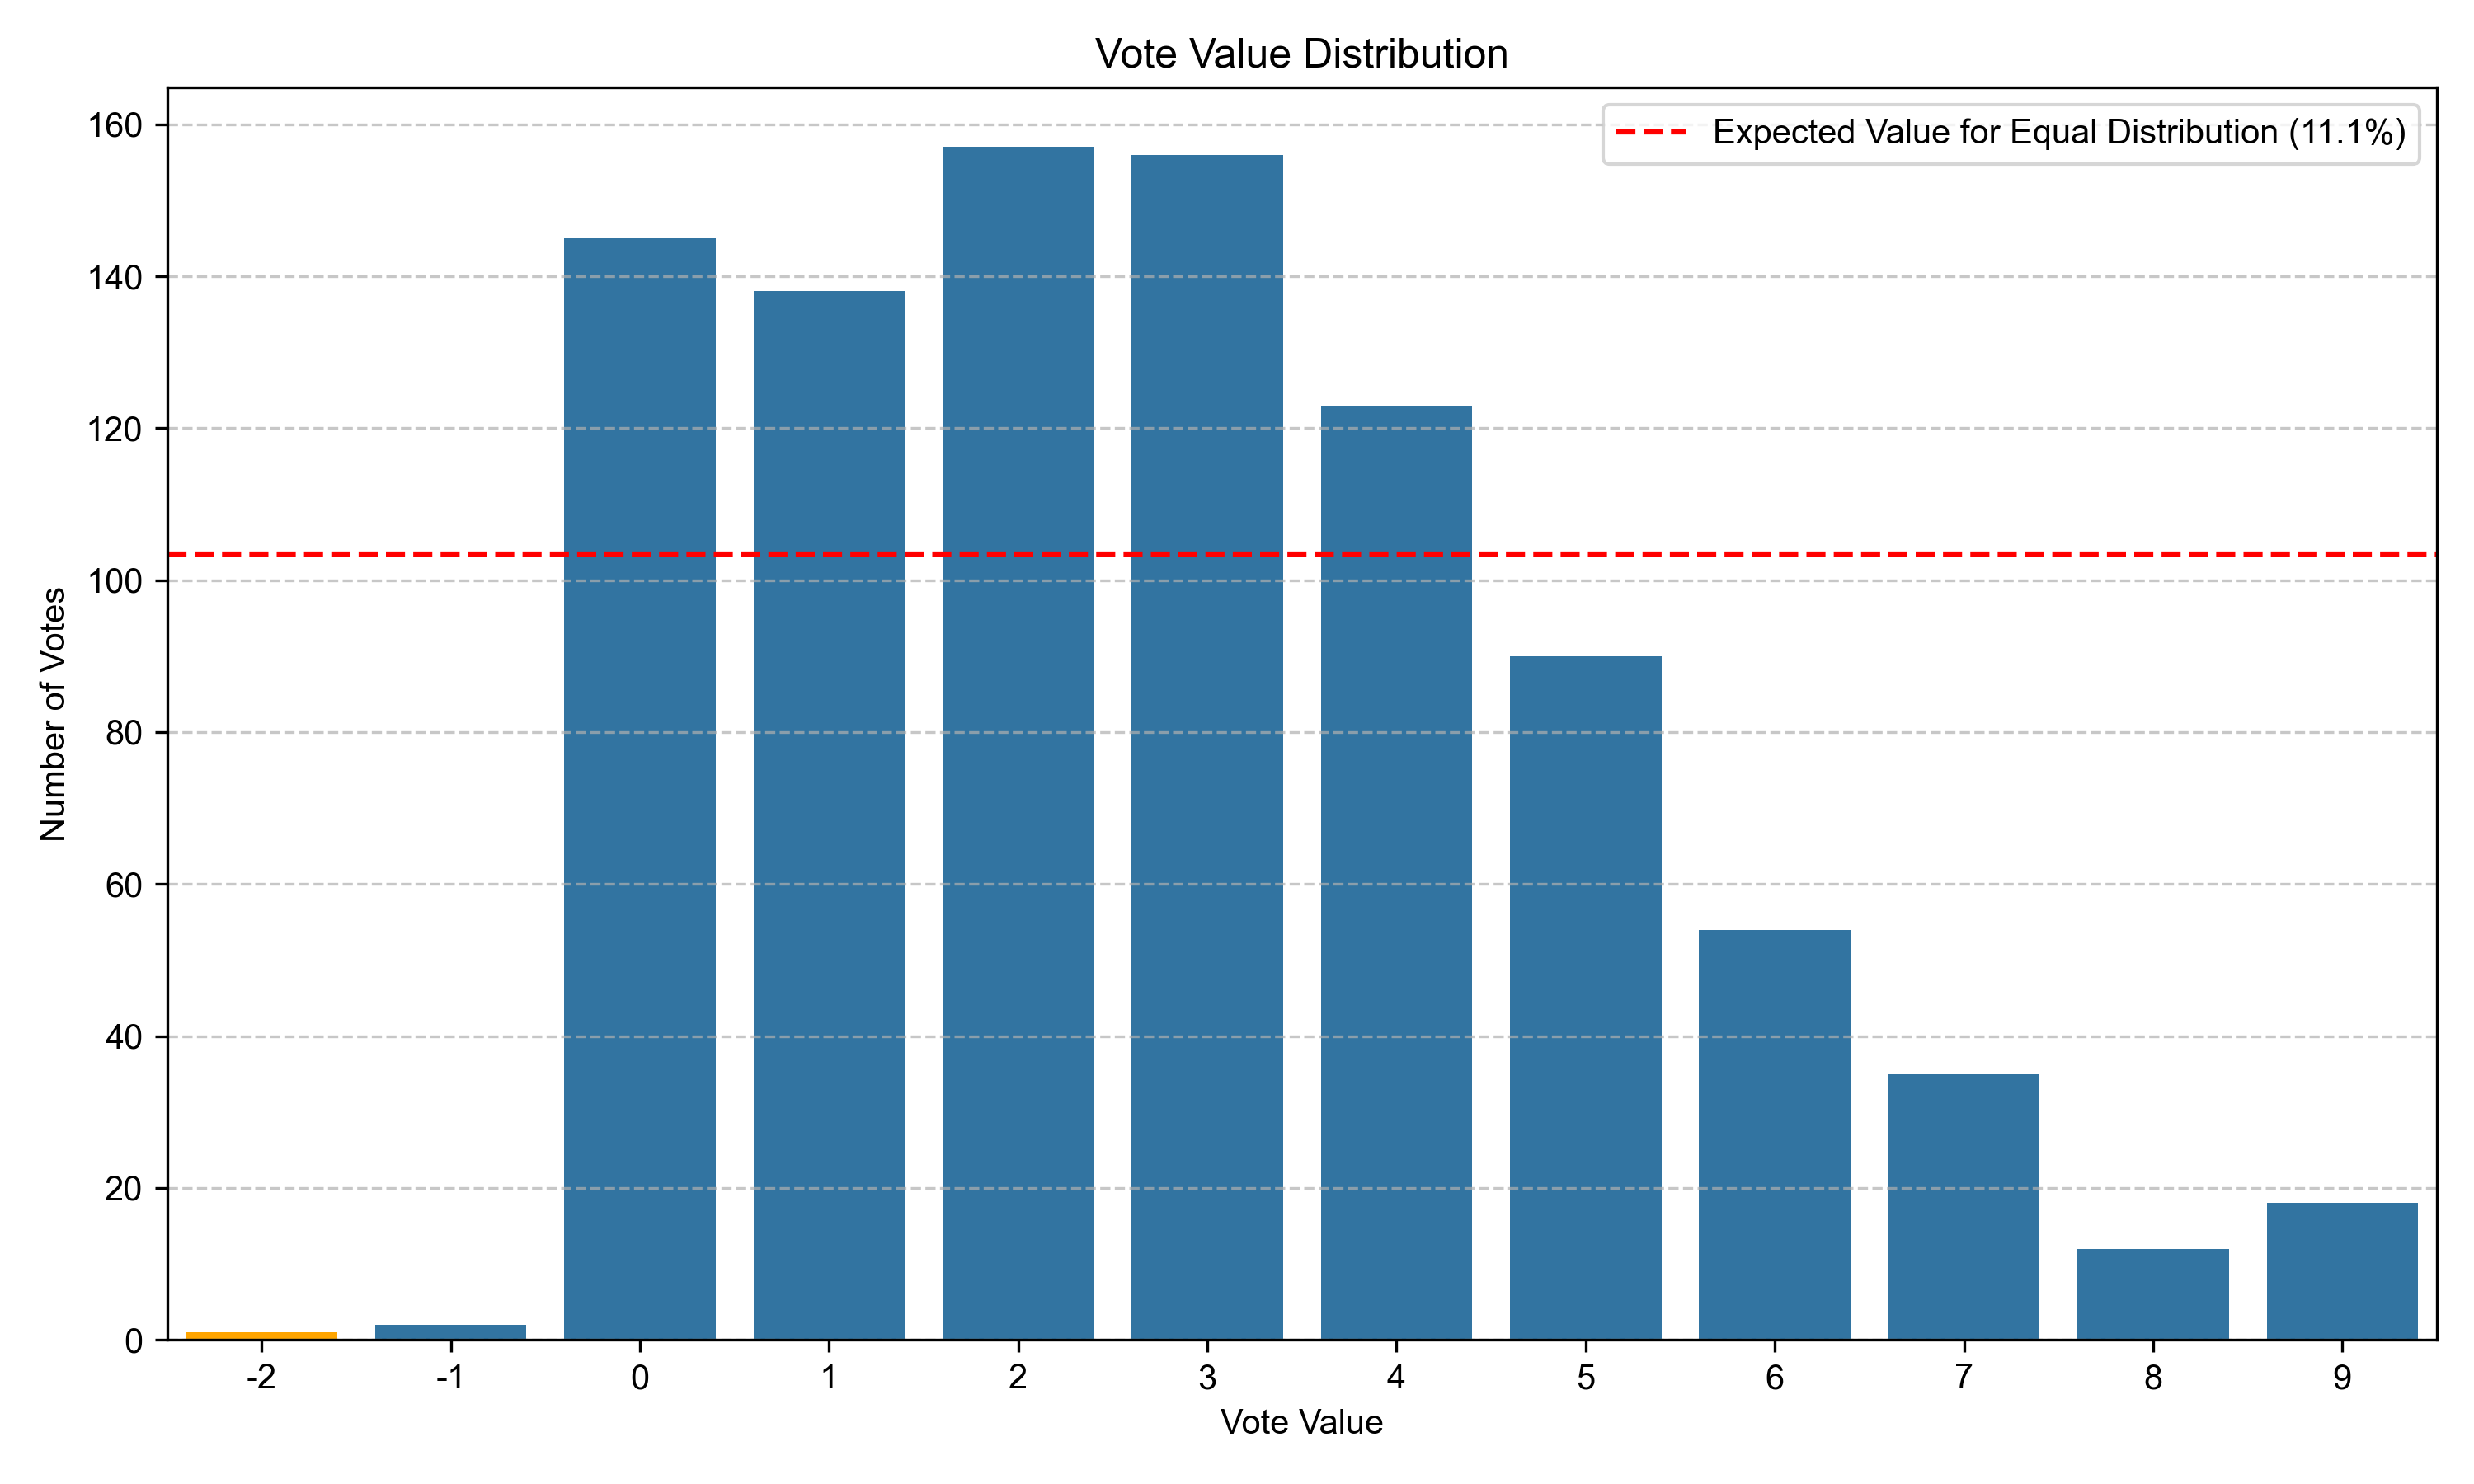 Vote Value Distribution
Expected Value for Equal Distribution (11.1%)
160
140
120
100
80
60
40
20
0
Number of Votes
-2 -1 0 1 2 3 4 5 6 7 8 9
Vote Value